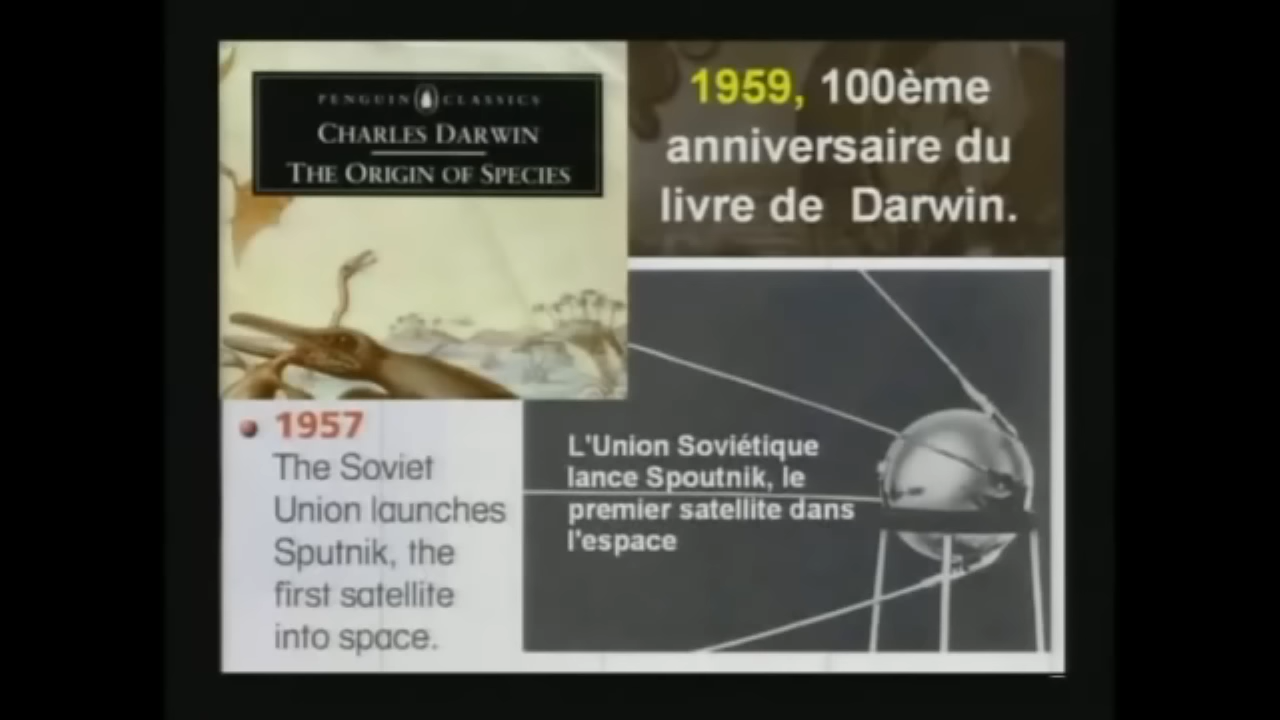 PENGUIN CLASSICS
CHARLES DARWIN
THE ORIGIN OF SPECIES
1959, 100ème
anniversaire du
livre de Darwin.
1957
The Soviet
Union launches
Sputnik, the
first satellite
into space.
L'Union Soviétique
lance Spoutnik, le
premier satellite dans
l'espace